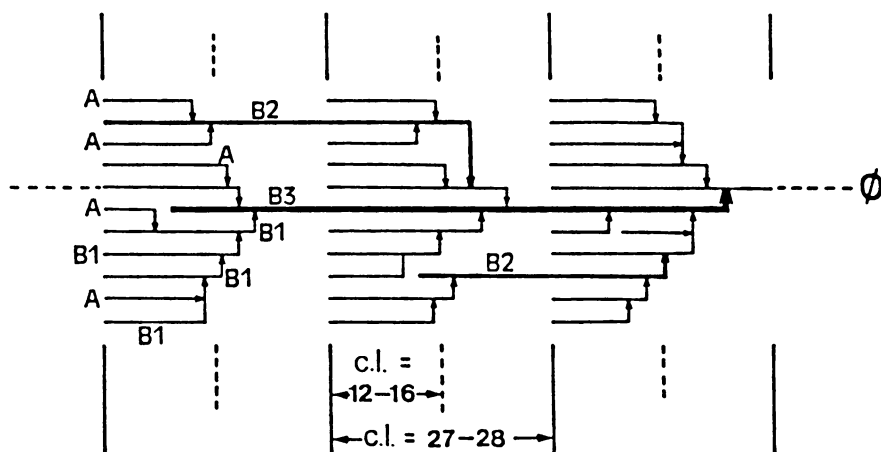 A
B2
A
A
B3
Ø
A
B1
B1
B2
B1
A
B1
c.l. =
12–16
c.l. = 27–28